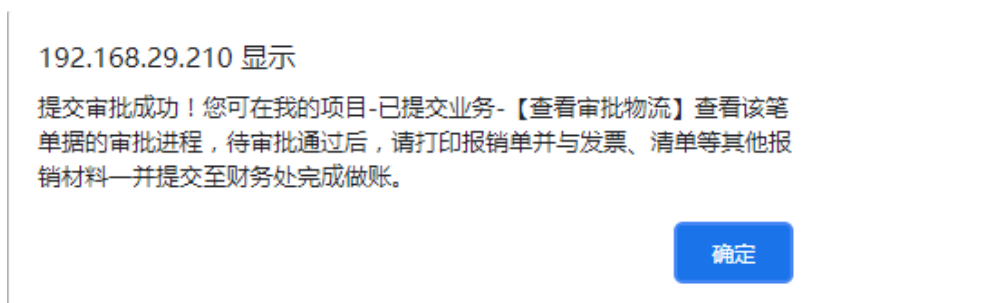 192.168.29.210 显示
提交审批成功！您可在我的项目-已提交业务-【查看审批物流】查看该笔
单据的审批进程，待审批通过后，请打印报销单并与发票、清单等其他报
销材料一并提交至财务处完成做账。
确定